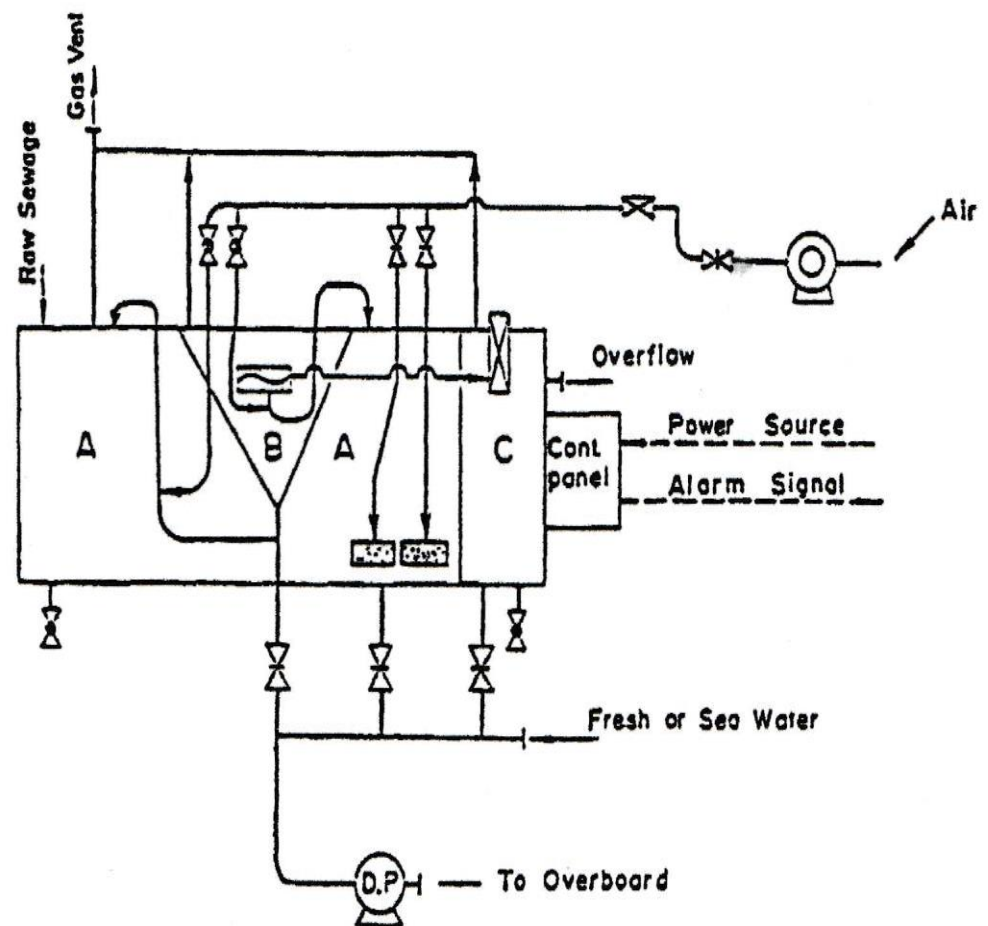 Gas Vent
Raw Sewage
Air
Overflow
A
B
A
C
Cont.
panel
Power Source
Alarm Signal
Fresh or Sea Water
D.P
To Overboard